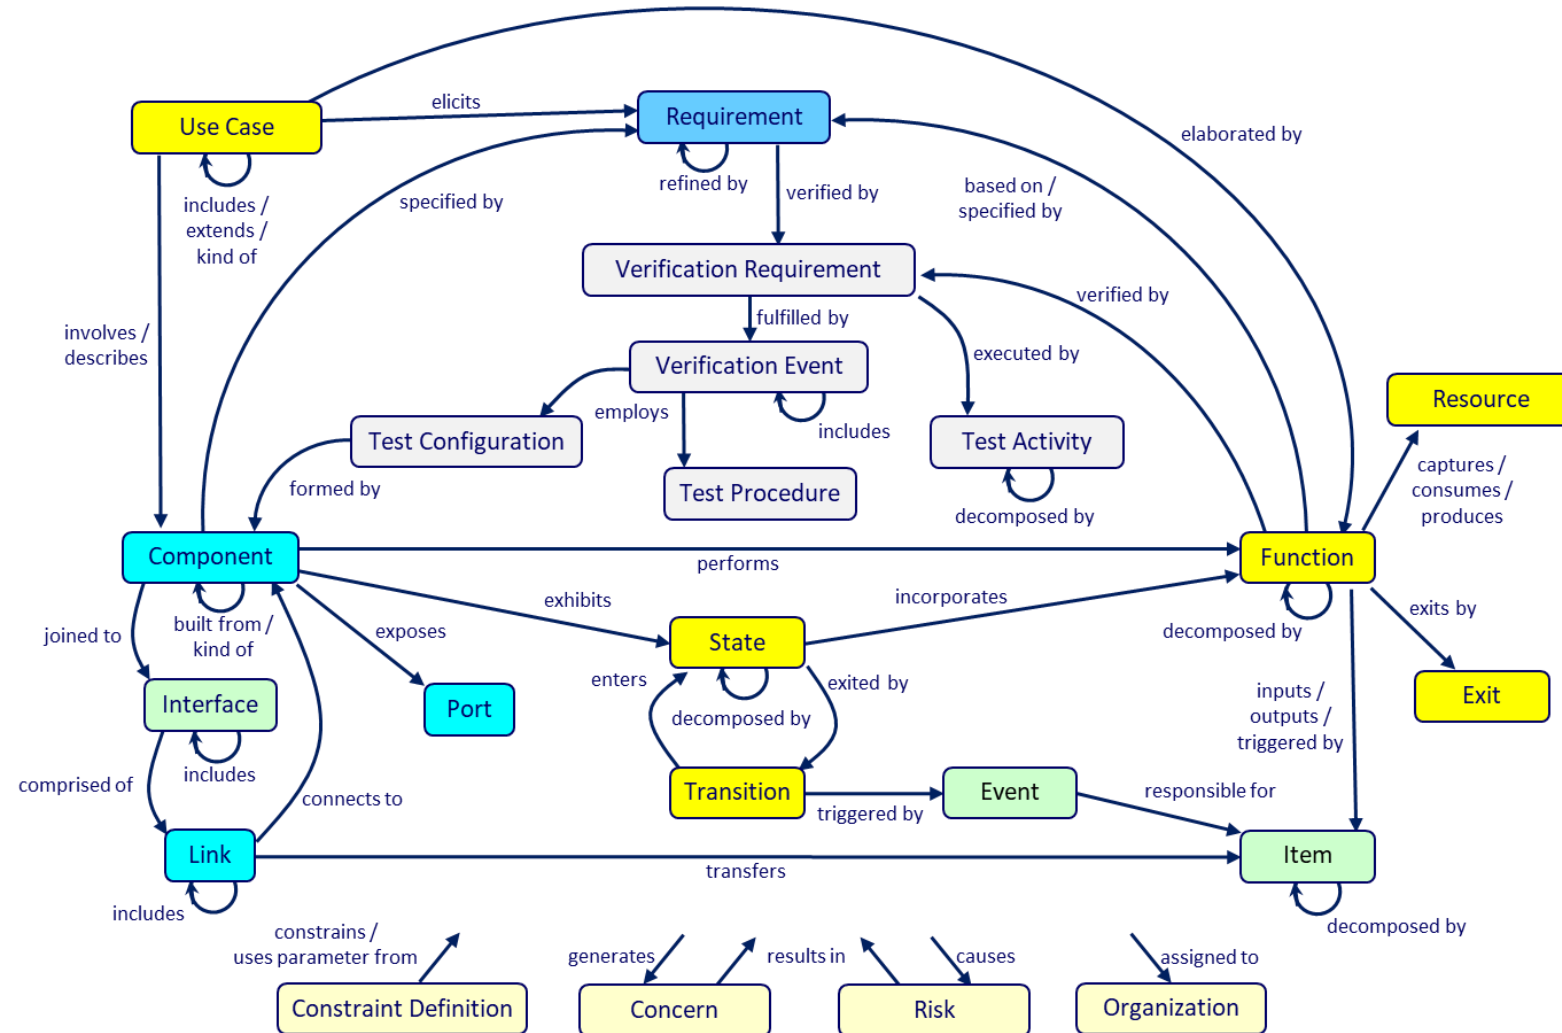 elicits
Requirement
Use Case
elaborated by
refined by
verified by
based on /
specified by
specified by
includes /
extends /
kind of
Verification Requirement
verified by
fulfilled by
involves /
describes
executed by
Verification Event
employs
includes
Resource
Test Configuration
Test Activity
captures /
consumes /
produces
formed by
Test Procedure
decomposed by
Component
performs
Function
exhibits
incorporates
exits by
joined to
built from /
kind of
exposes
State
decomposed by
enters
exited by
Interface
Port
decomposed by
inputs /
outputs /
triggered by
Exit
includes
comprised of
connects to
Transition
triggered by
Event
responsible for
Link
transfers
Item
includes
decomposed by
constrains /
uses parameter from
generates
results in
causes
assigned to
Constraint Definition
Concern
Risk
Organization